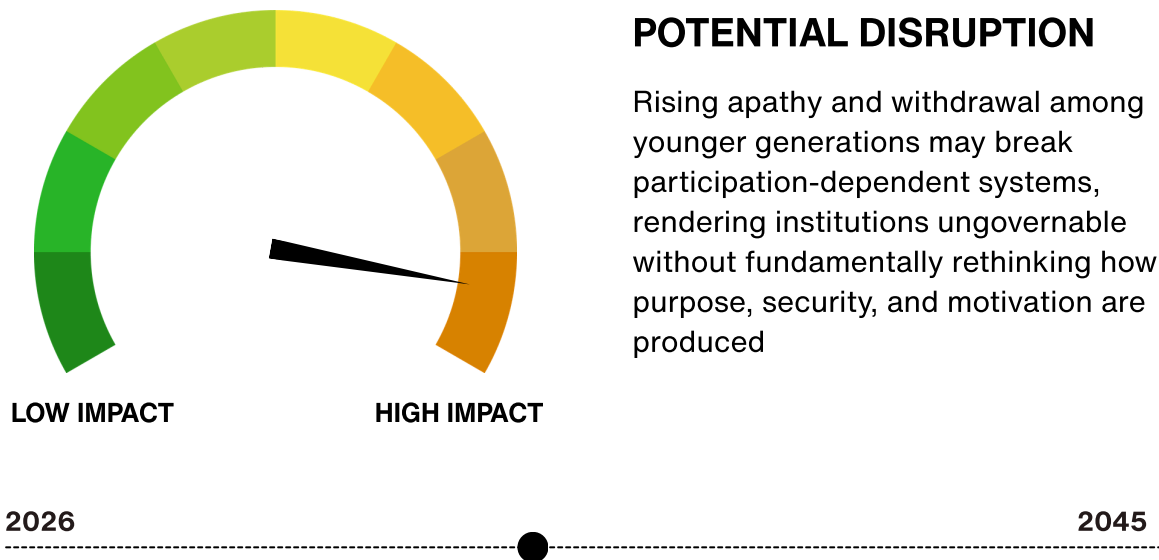 POTENTIAL DISRUPTION
Rising apathy and withdrawal among
younger generations may break
participation-dependent systems,
rendering institutions ungovernable
without fundamentally rethinking how
purpose, security, and motivation are
produced
LOW IMPACT
HIGH IMPACT
2026
2045